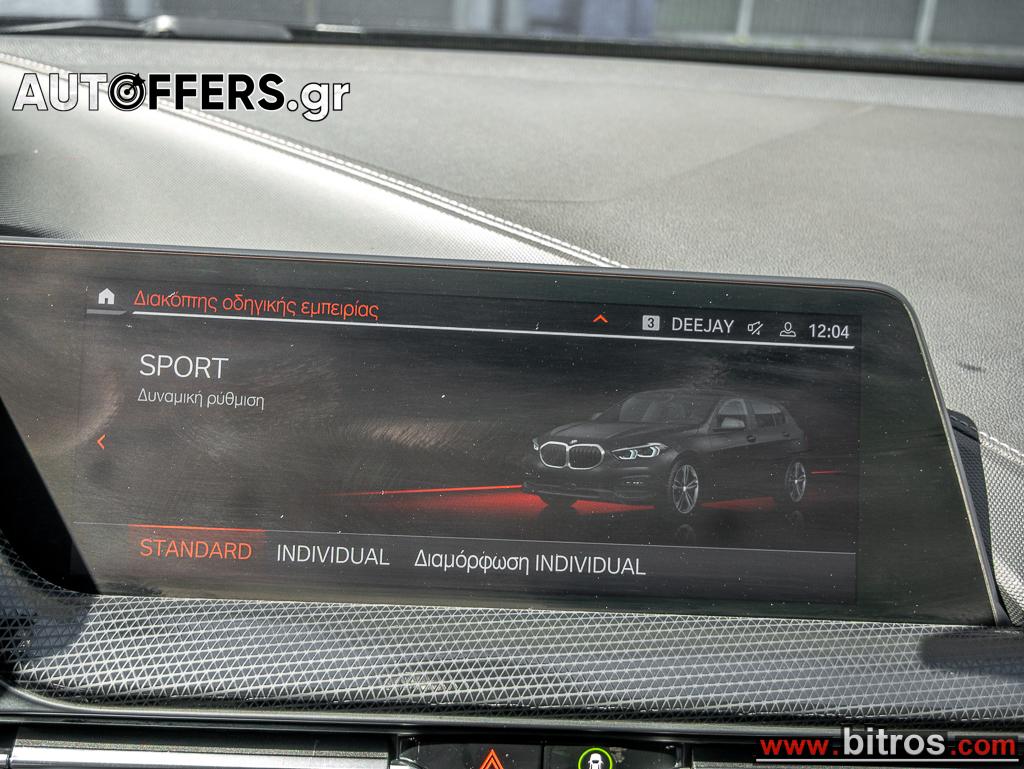 AUTOFFERS.gr
Διακόπτης οδηγικής εμπειρίας
3 DEEJAY 12:04
SPORT
Δυναμική ρύθμιση
STANDARD INDIVIDUAL Διαμόρφωση INDIVIDUAL
www.bitros.com